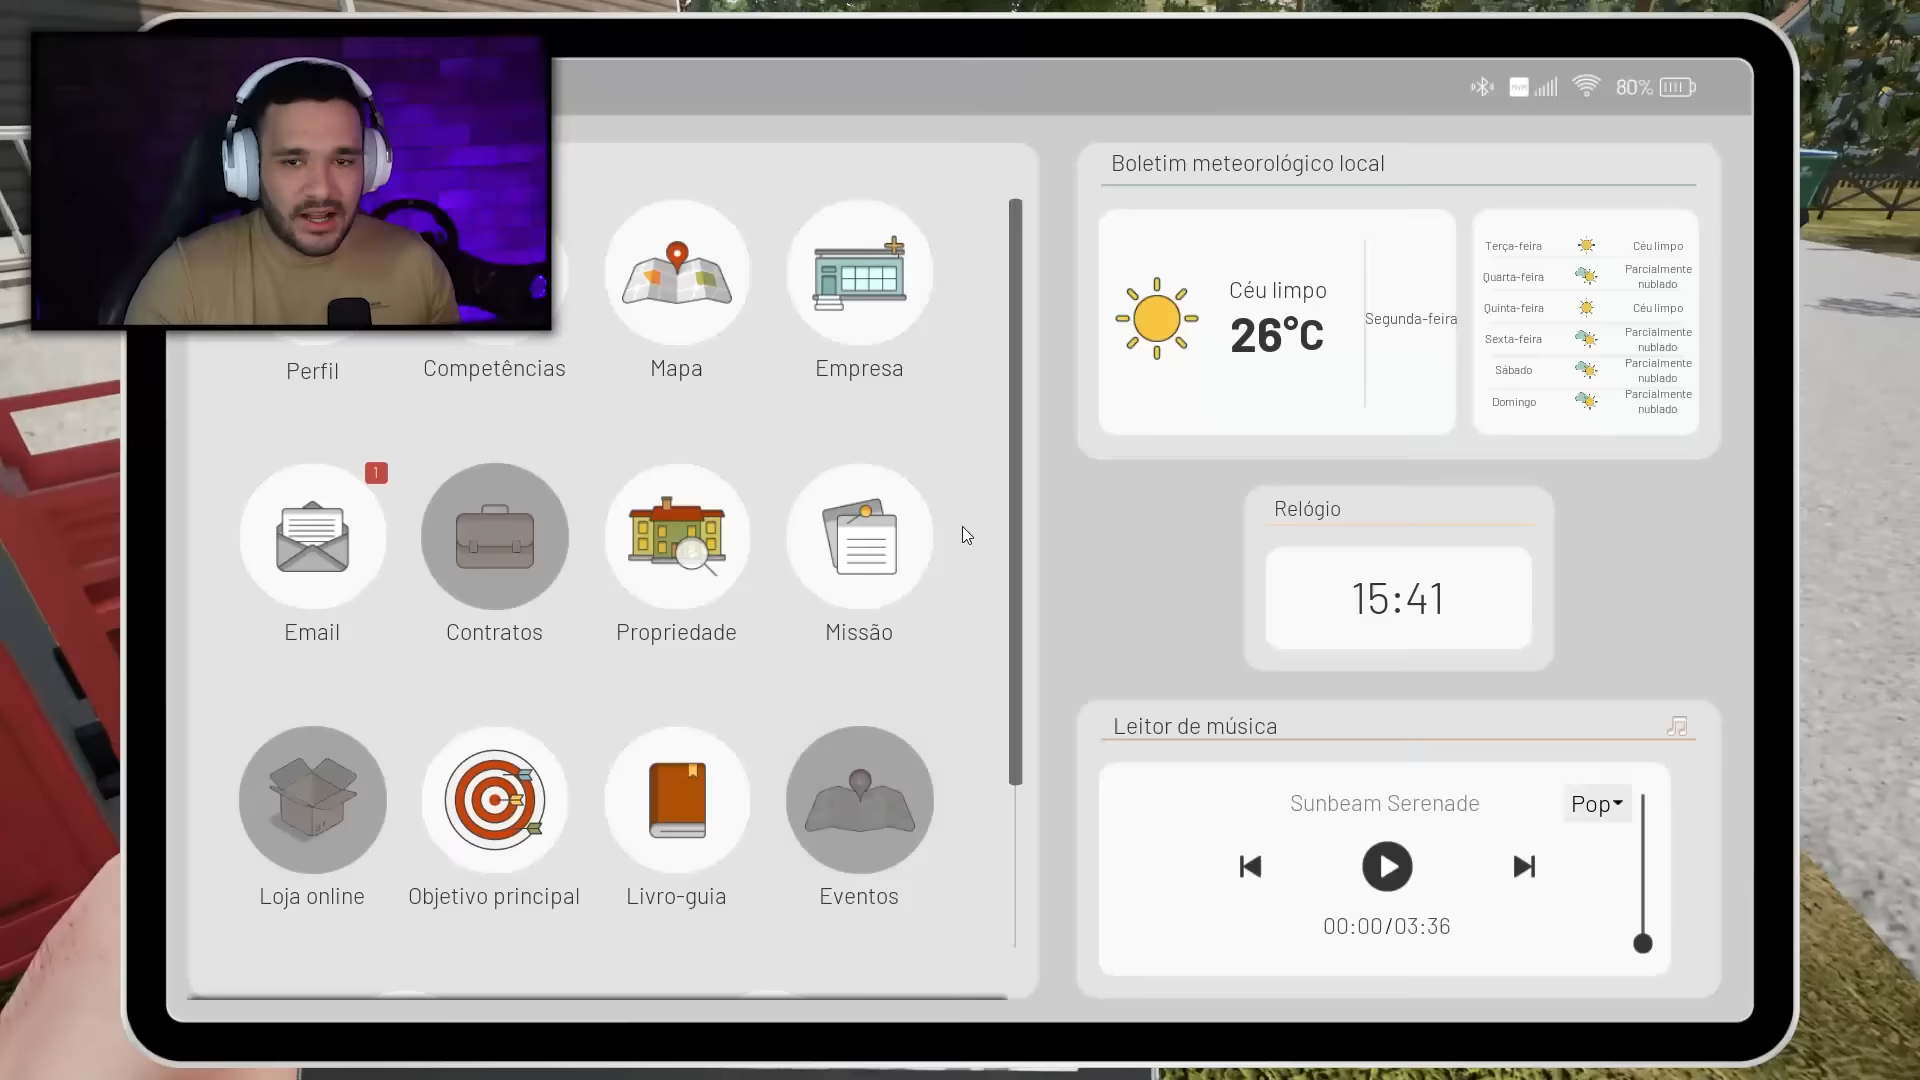 80%
Perfil
Competências
Mapa
Empresa
1
Email
Contratos
Propriedade
Missão
Loja online
Objetivo principal
Livro-guia
Eventos
Boletim meteorológico local
Céu limpo
26°C
Segunda-feira
Terça-feira Céu limpo
Quarta-feira Parcialmente
nublado
Quinta-feira Céu limpo
Sexta-feira Parcialmente
nublado
Sábado Parcialmente
nublado
Domingo Parcialmente
nublado
Relógio
15:41
Leitor de música
Sunbeam Serenade
Pop
00:00/03:36